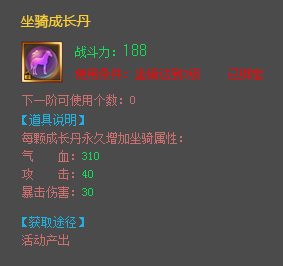 坐骑成长丹
战斗力：188
下一阶可使用个数：0
【道具说明】
每颗成长丹永久增加坐骑属性：
气 血：310
攻 击：40
暴击伤害：30
【获取途径】
活动产出